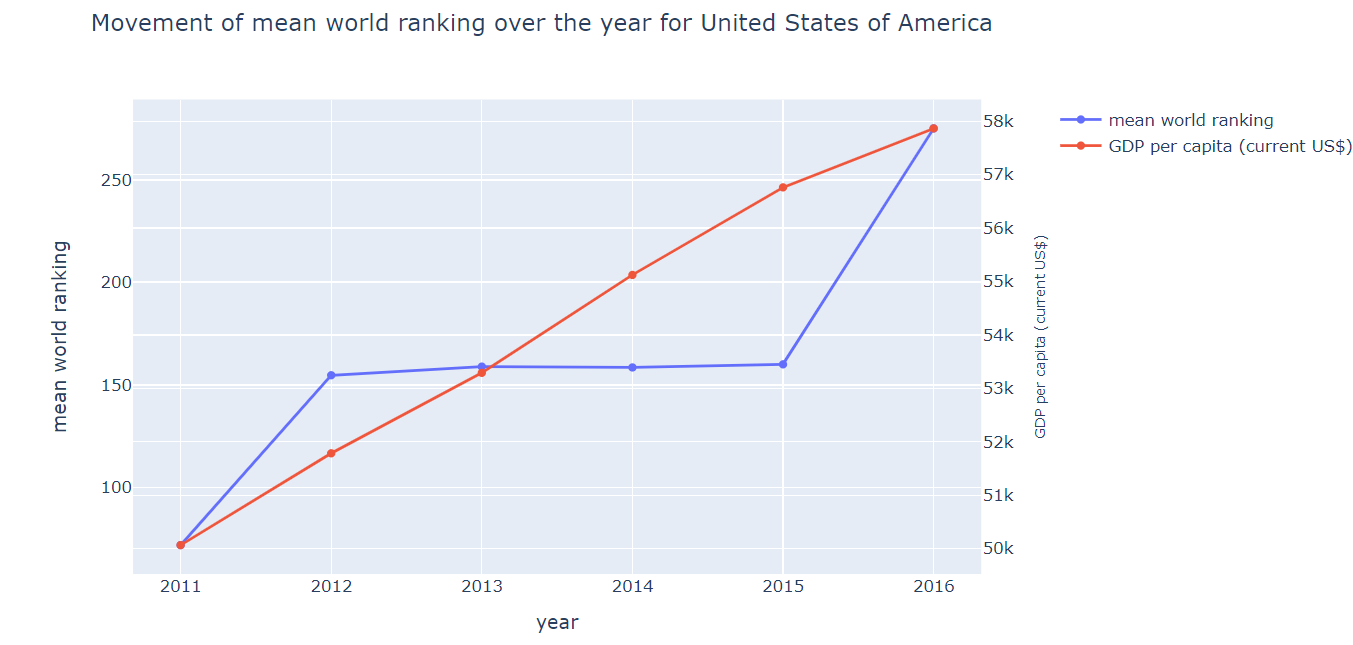 Movement of mean world ranking over the year for United States of America
mean world ranking
GDP per capita (current US$)
250
200
150
100
mean world ranking
58k
57k
56k
55k
54k
53k
52k
51k
50k
GDP per capita (current US$)
2011 2012 2013 2014 2015 2016
year